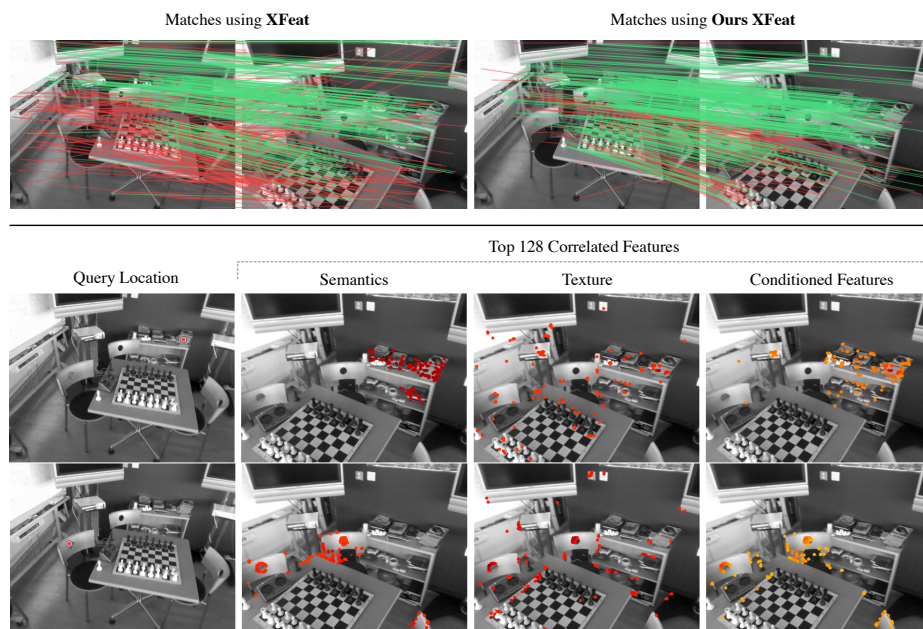 Matches using XFeat
Matches using Ours XFeat
Top 128 Correlated Features
Query Location
Semantics
Texture
Conditioned Features